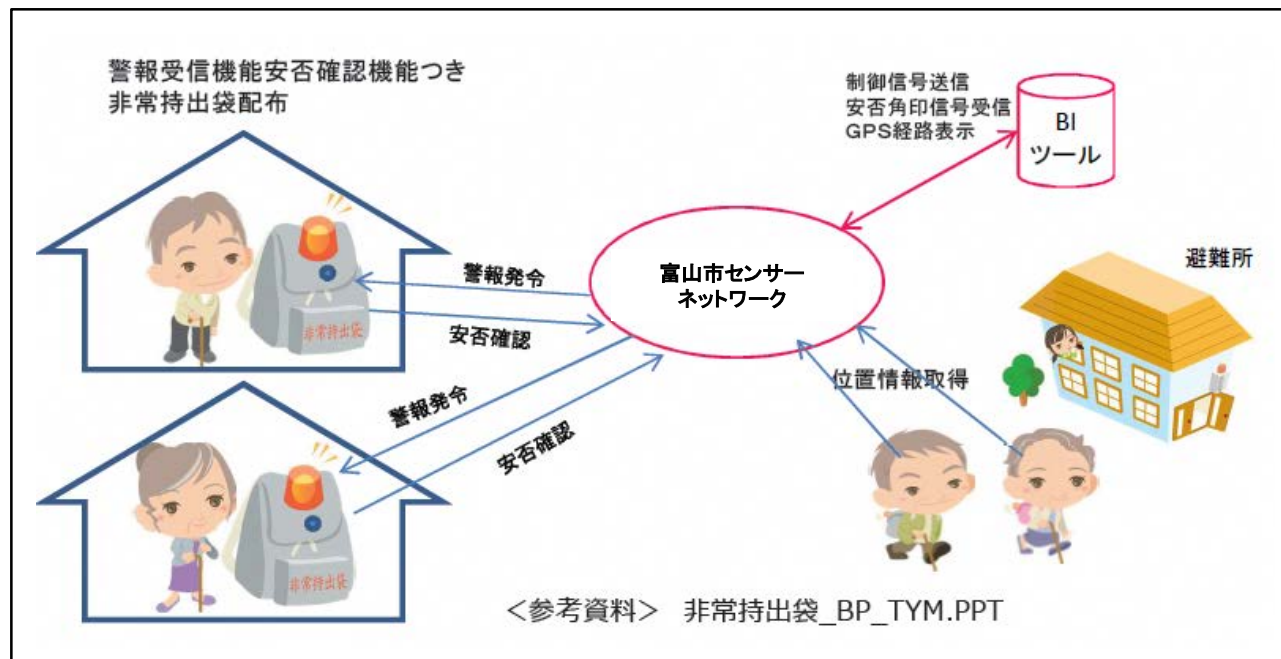 警報受信機能安否確認機能つき
非常持出袋配布
制御信号送信
安否角印信号受信
GPS経路表示
BI
ツール
警報発令
安否確認
非常持出袋
富山市センサー
ネットワーク
避難所
位置情報取得
警報発令
安否確認
非常持出袋
<参考資料> 非常持出袋_BP_TYM.PPT